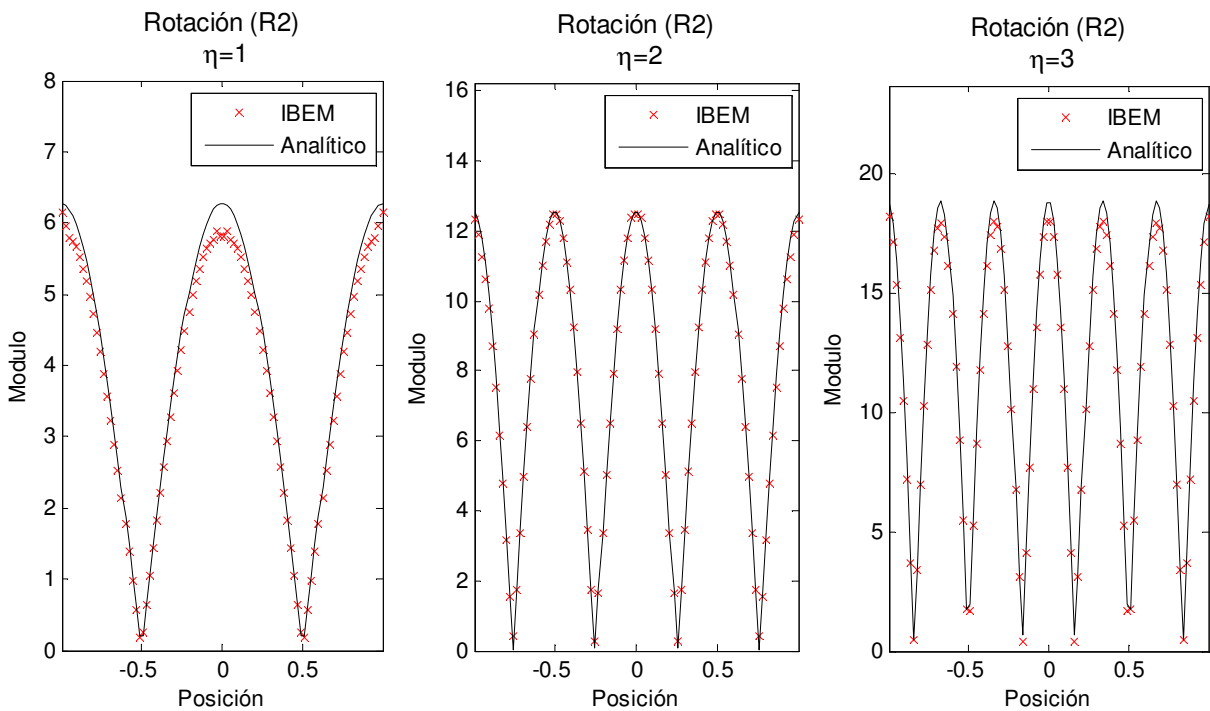 Rotación (R2)
η=1
8
7
6
5
4
3
2
1
0
Modulo
IBEM
Analítico
-0.5
0
0.5
Posición
Rotación (R2)
η=2
16
14
12
10
8
6
4
2
0
Modulo
IBEM
Analítico
-0.5
0
0.5
Posición
Rotación (R2)
η=3
20
15
10
5
0
Modulo
IBEM
Analítico
-0.5
0
0.5
Posición